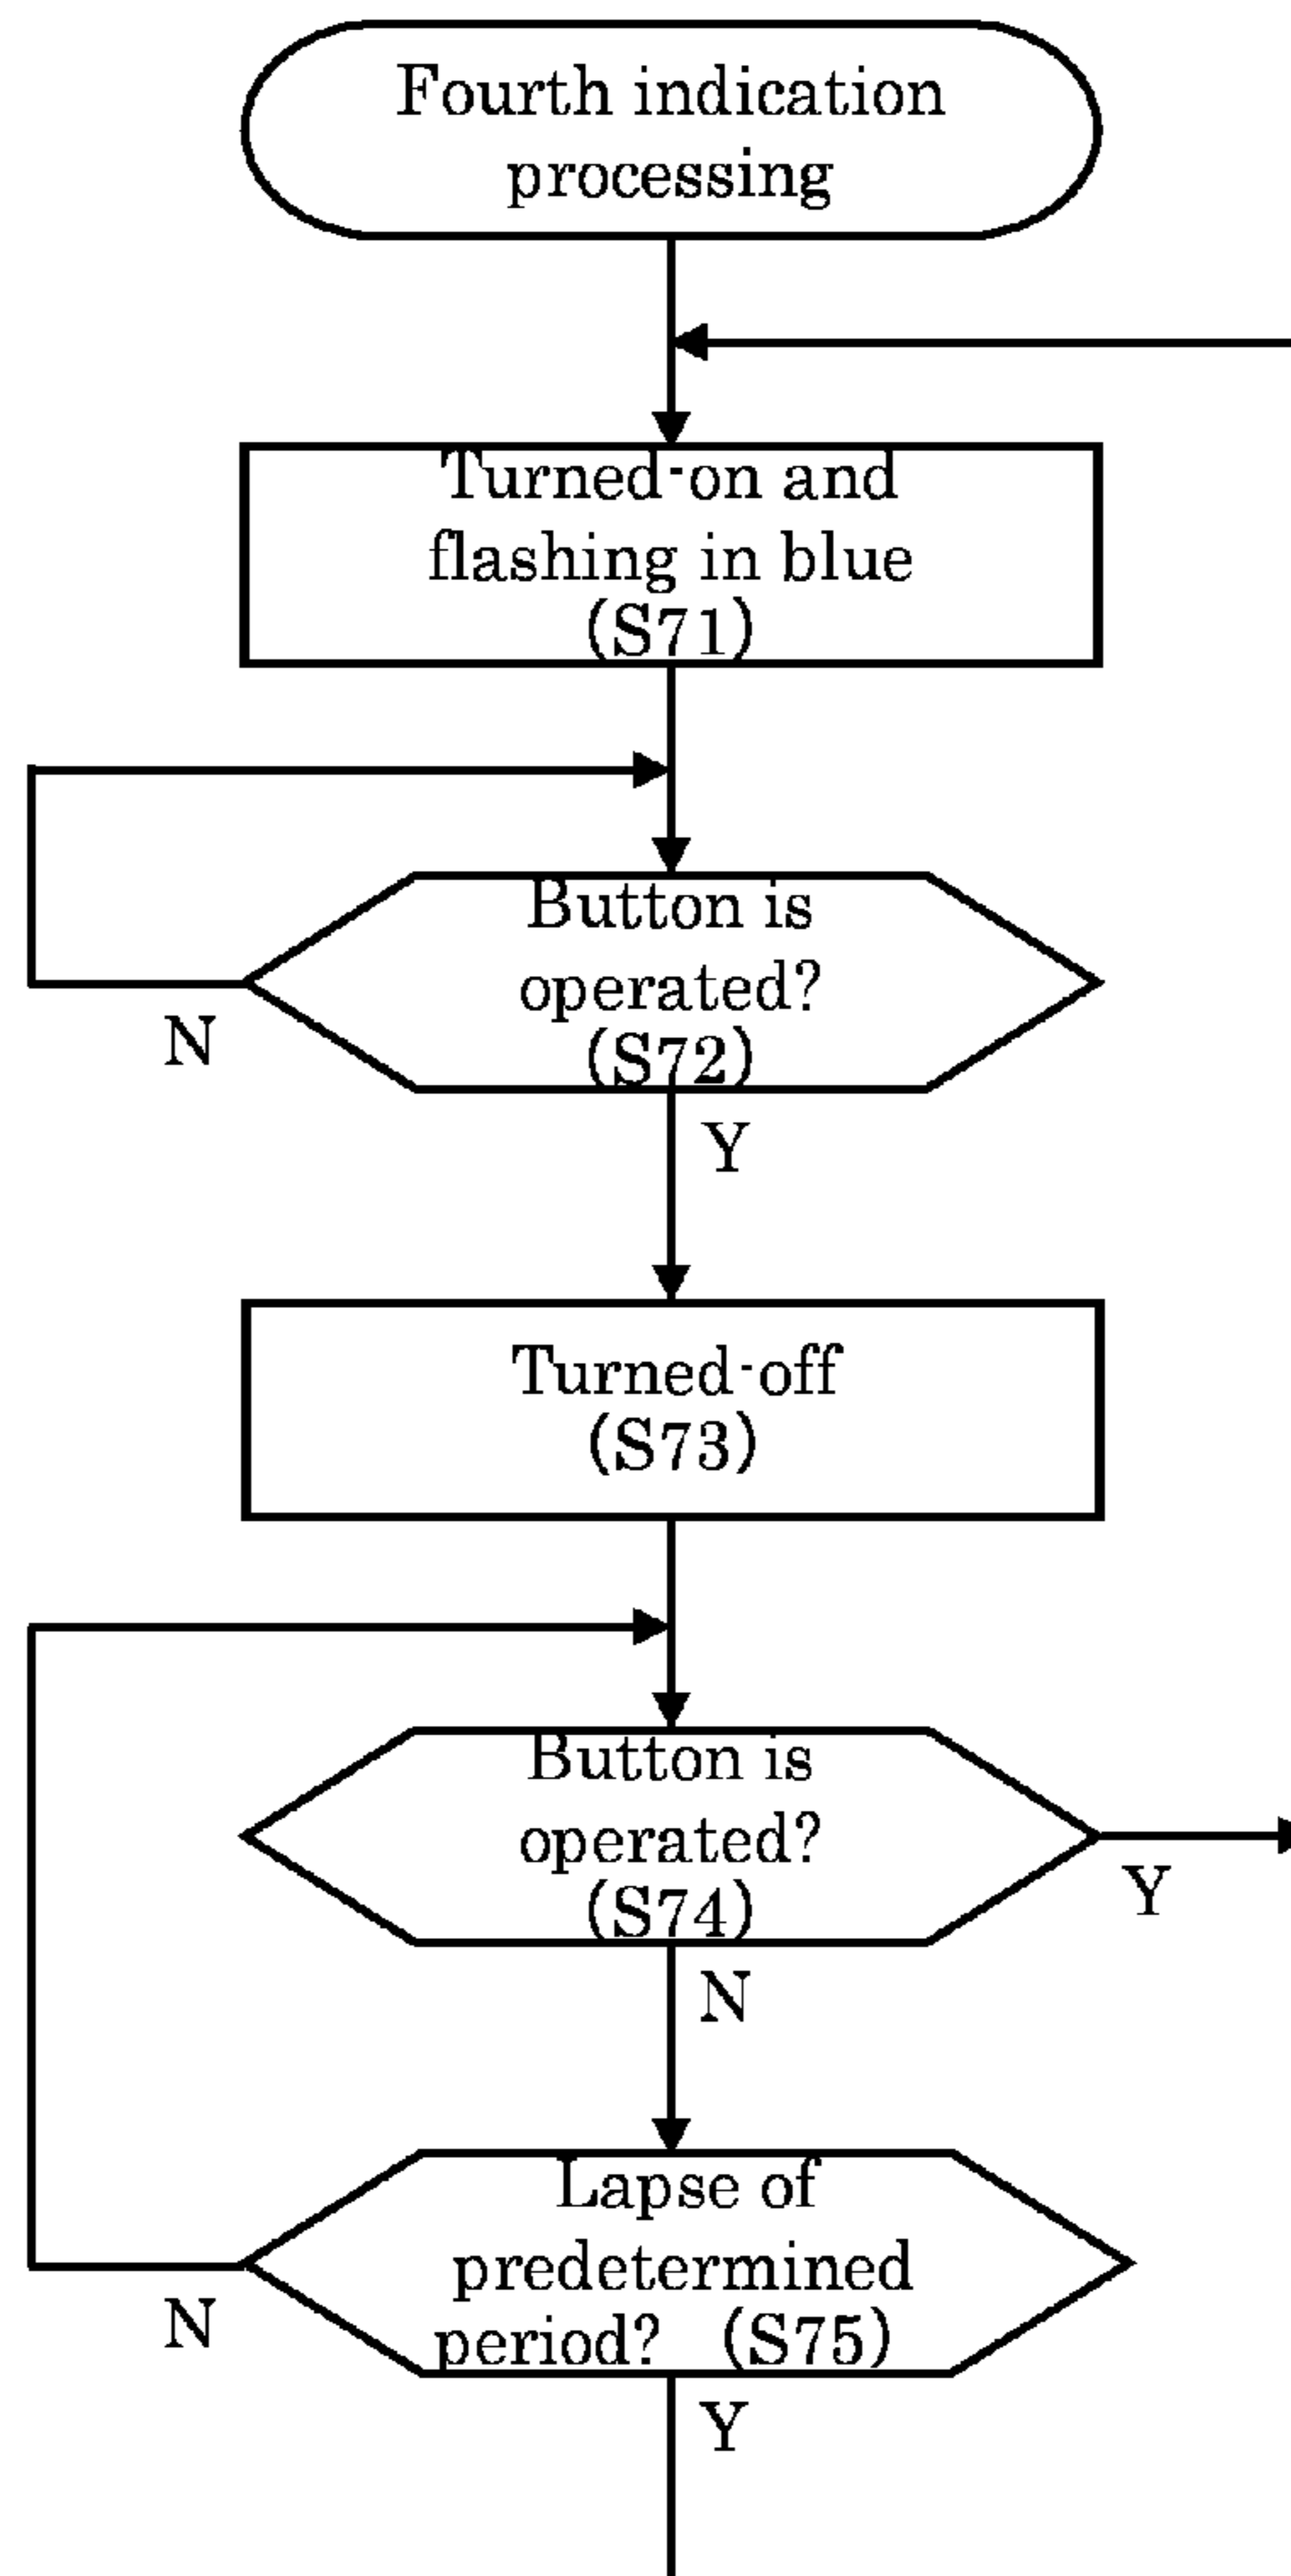 Fourth indication
processing
Turned-on and
flashing in blue
(S71)
Button is
operated?
(S72)
N
Y
Turned-off
(S73)
Button is
operated?
(S74)
Y
N
Lapse of
predetermined
period? (S75)
N
Y